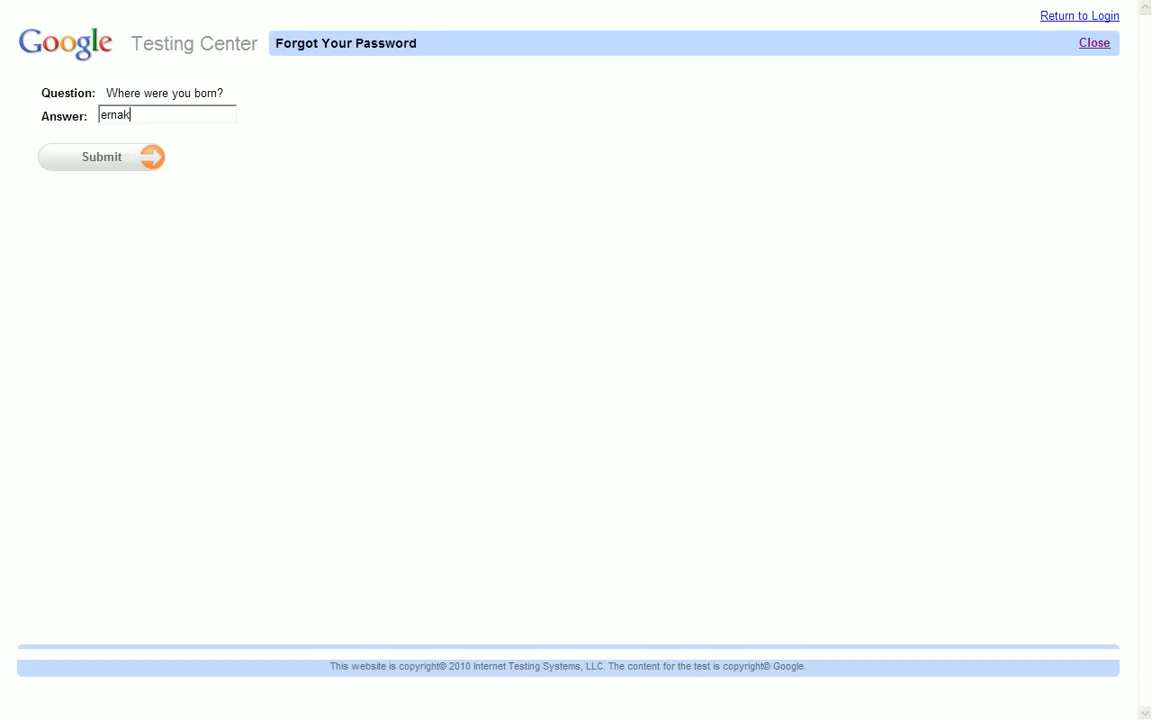 Return to Login
Google Testing Center
Forgot Your Password
Close
Question: Where were you born?
Answer: ernak
Submit
This website is copyright© 2010 Internet Testing Systems, LLC. The content for the test is copyright© Google.